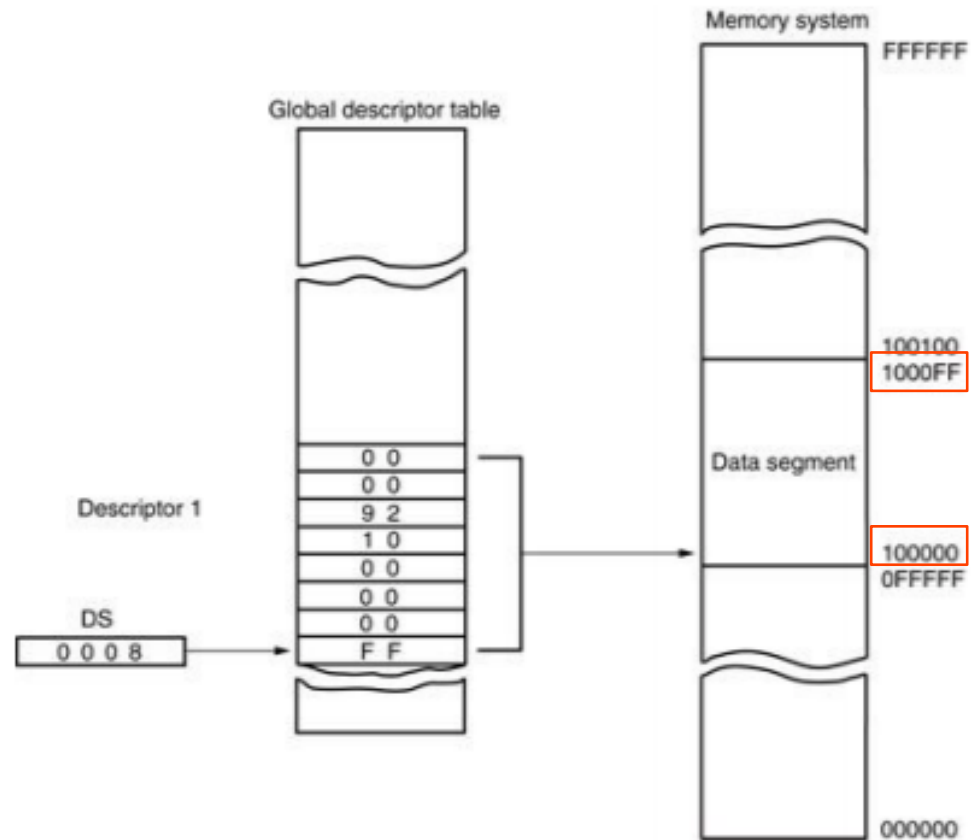 Memory system
FFFFFF
Global descriptor table
100100
1000FF
0 0
Data segment
0 0
Descriptor 1
9 2
1 0
100000
0 0
0FFFFF
0 0
DS
0 0
0 0 0 8
F F
000000